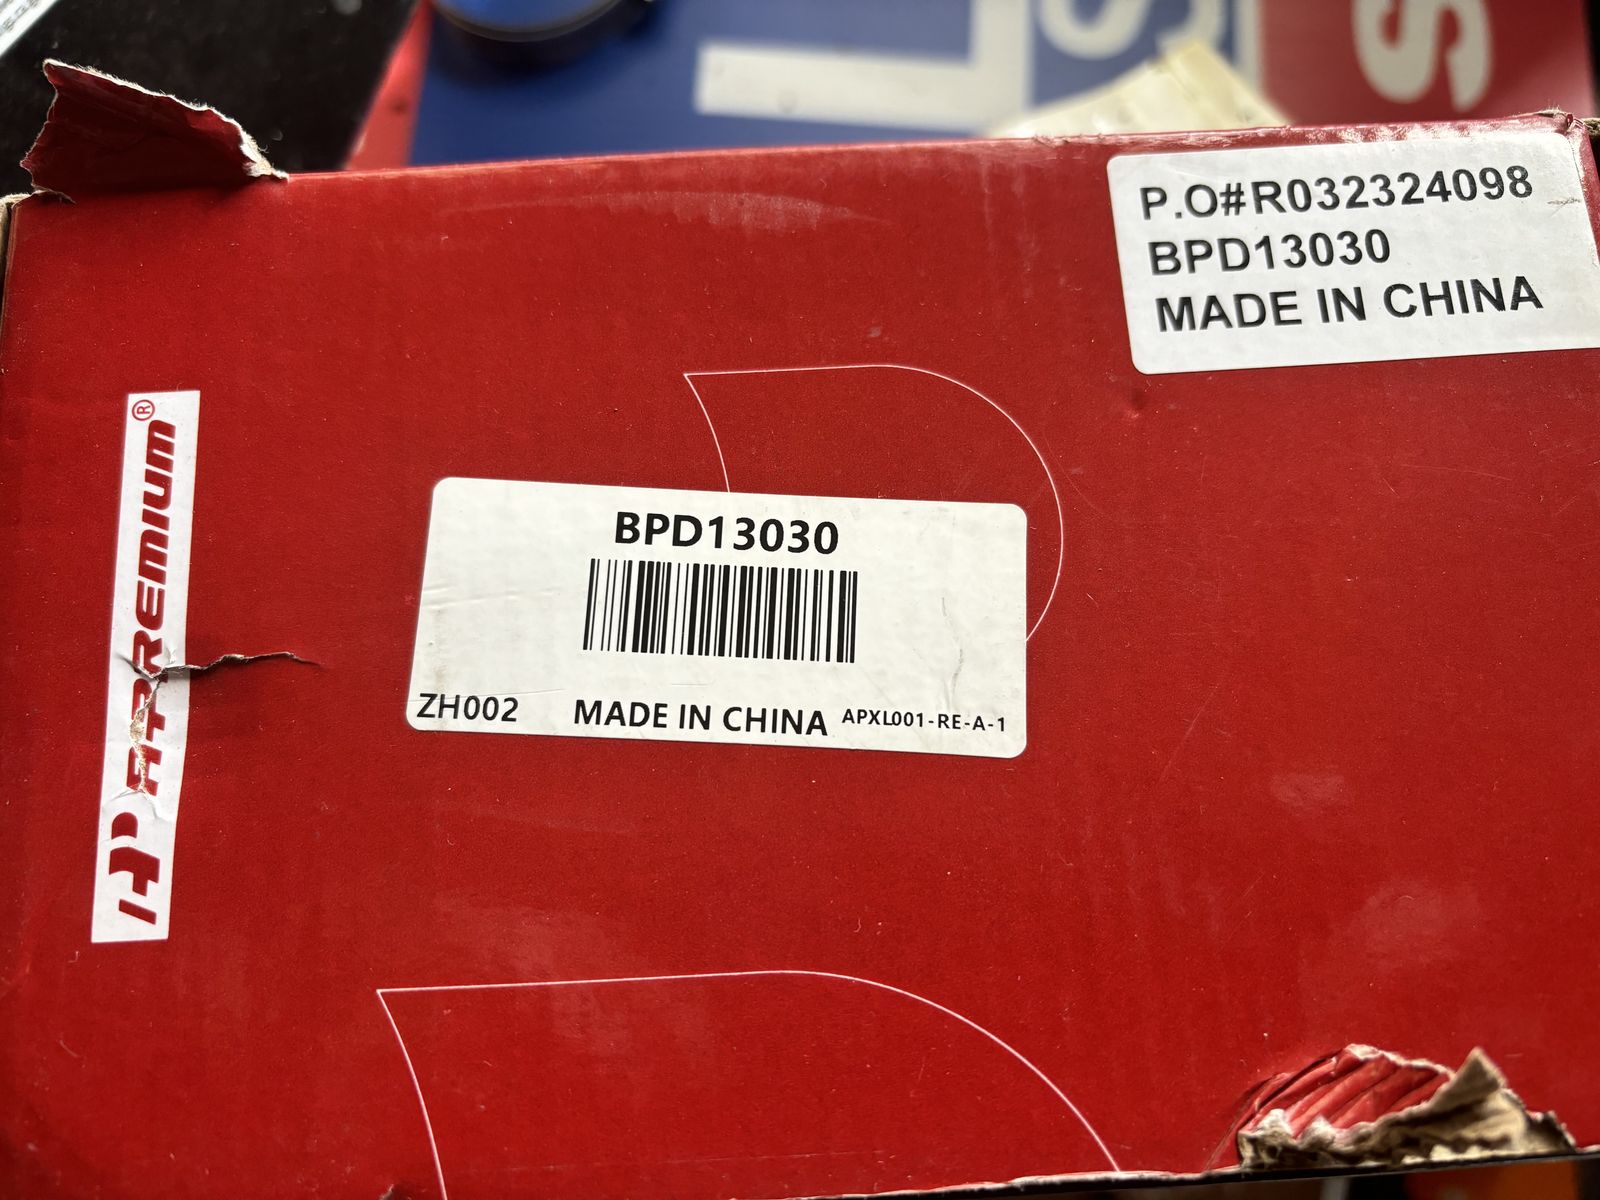 L
S
S
P.O#R032324098
BPD13030
MADE IN CHINA
A-PREMIUM®
BPD13030
ZH002
MADE IN CHINA
APXL001-RE-A-1